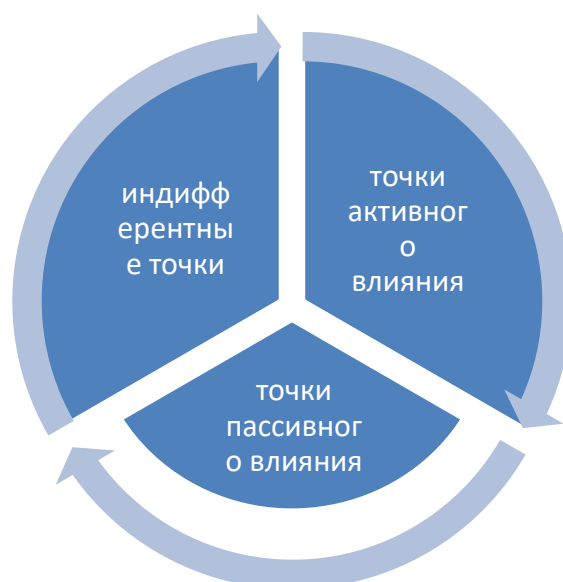 индифф
ерентны
е точки
точки
активног
о
влияния
точки
пассивног
о влияния